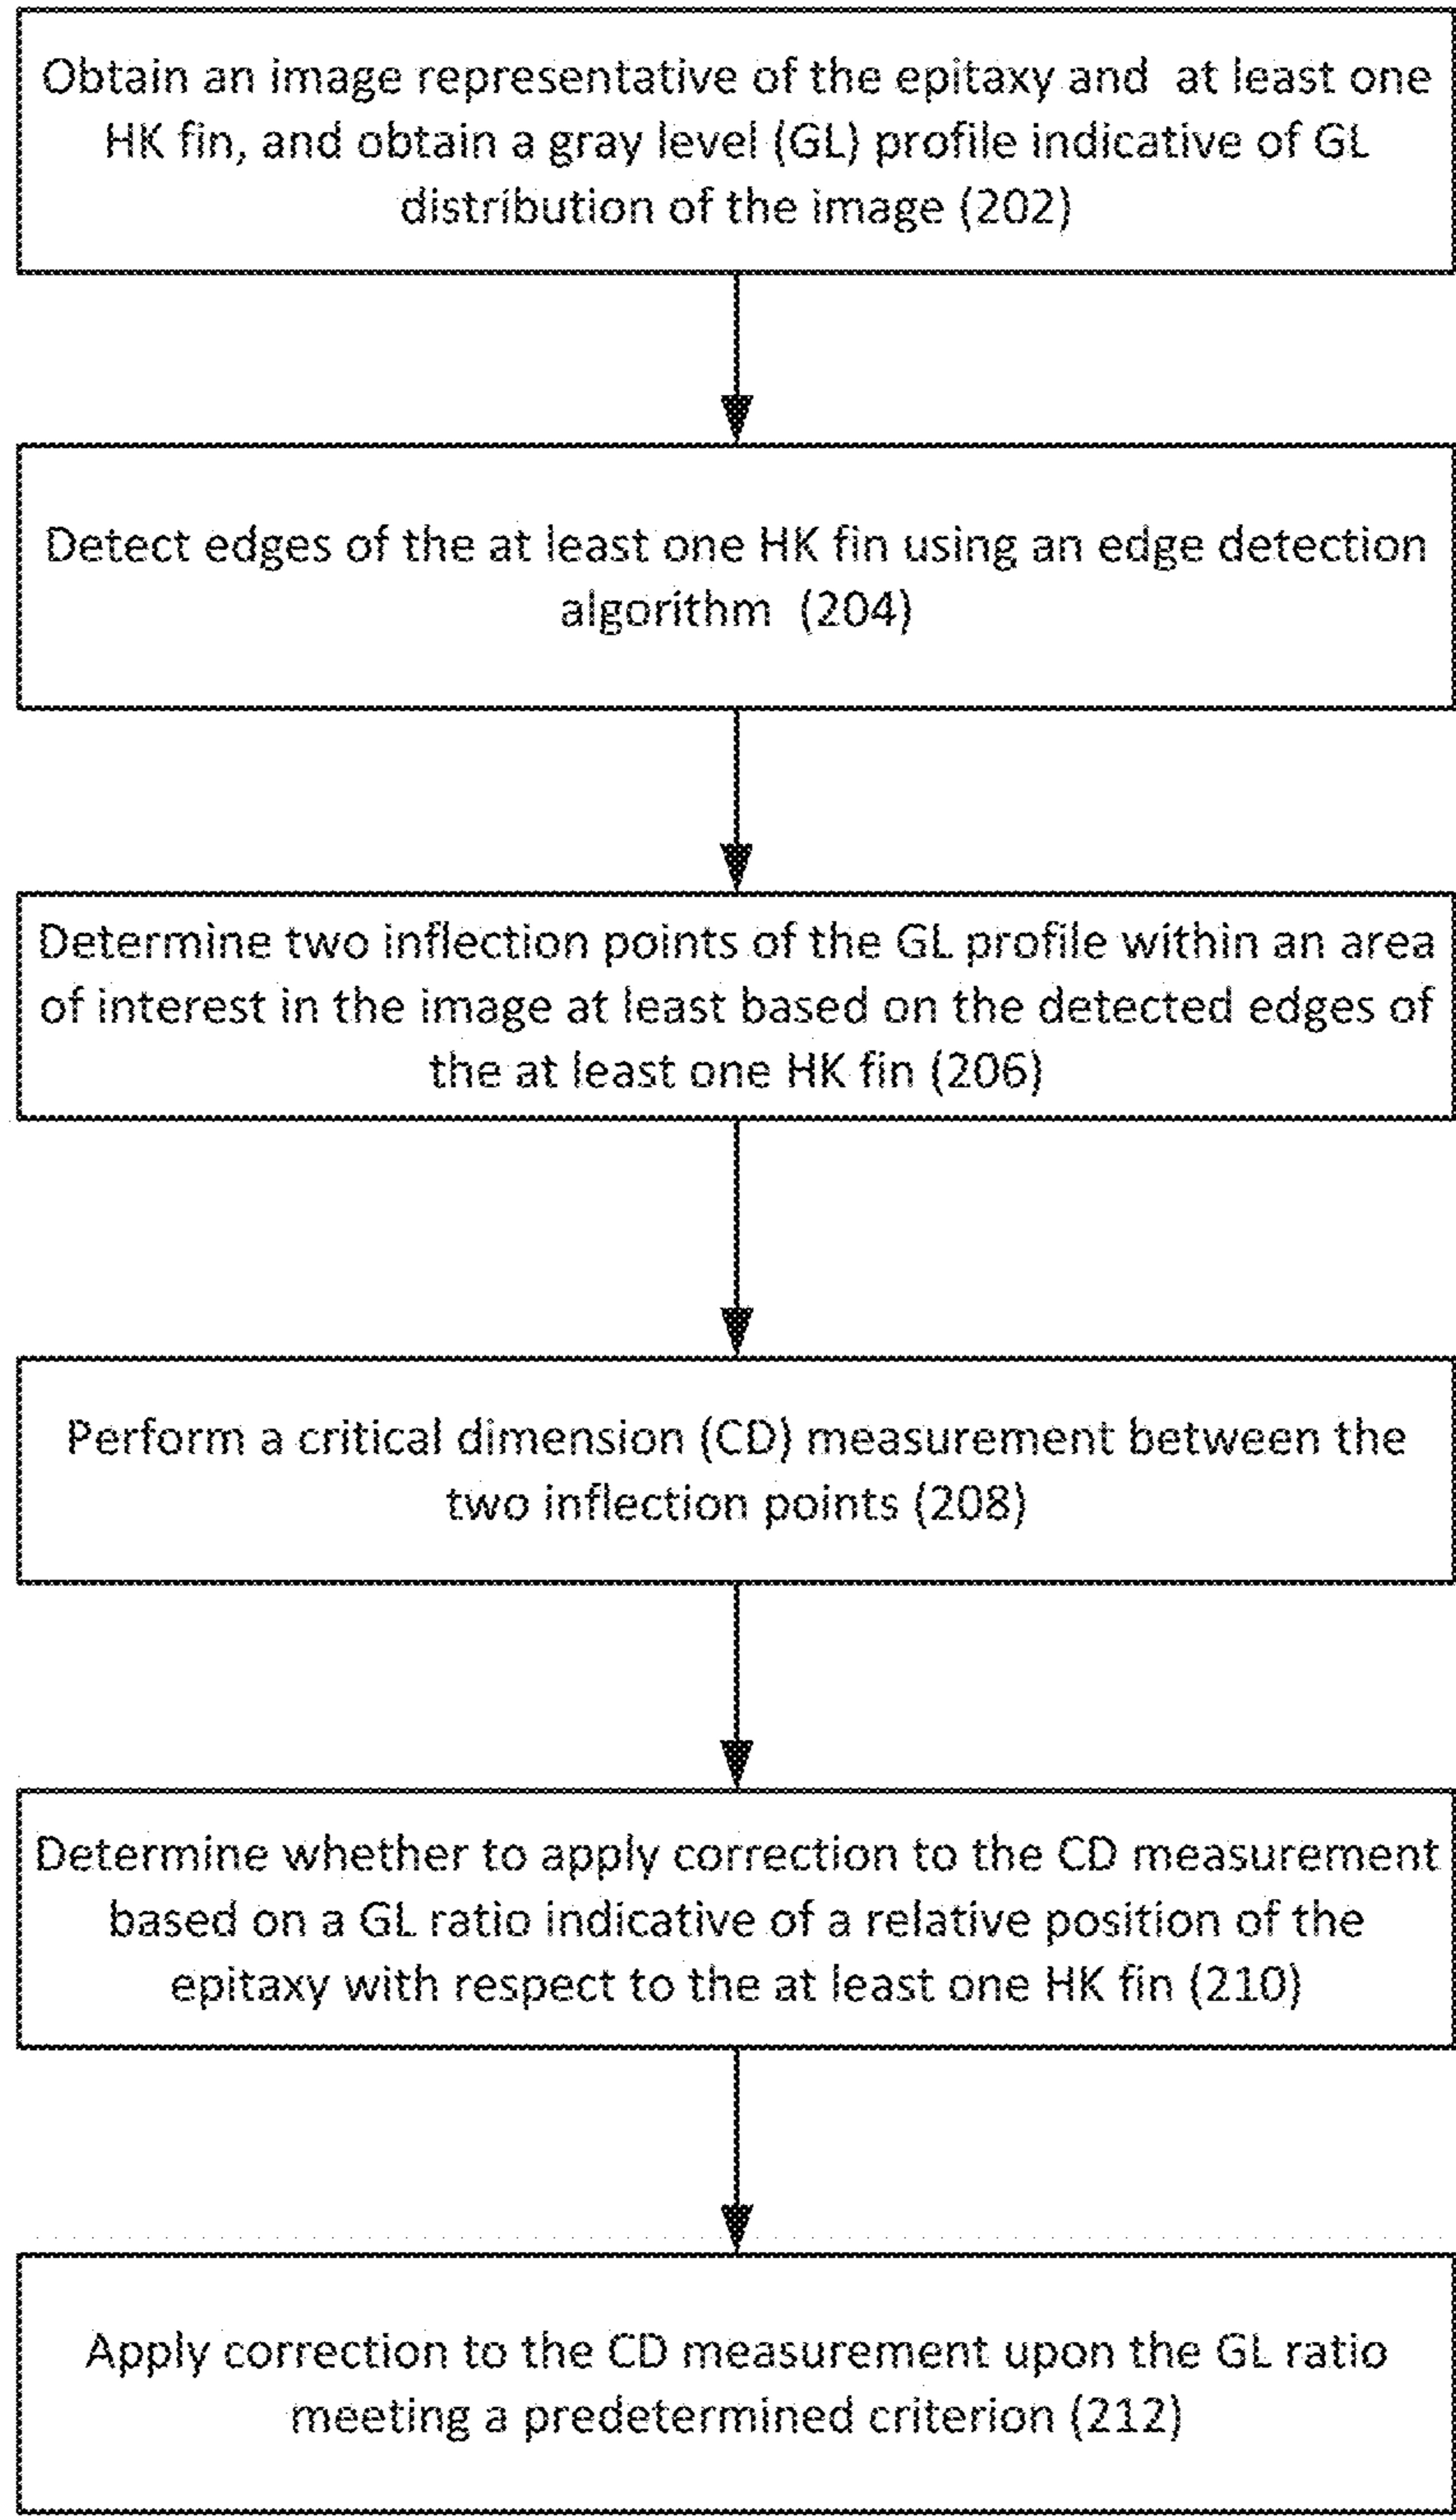 Obtain an image representative of the epitaxy and at least one
HK fin, and obtain a gray level (GL) profile indicative of GL
distribution of the image (202)
Detect edges of the at least one HK fin using an edge detection
algorithm (204)
Determine two inflection points of the GL profile within an area
of interest in the image at least based on the detected edges of
the at least one HK fin (206)
Perform a critical dimension (CD) measurement between the
two inflection points (208)
Determine whether to apply correction to the CD measurement
based on a GL ratio indicative of a relative position of the
epitaxy with respect to the at least one HK fin (210)
Apply correction to the CD measurement upon the GL ratio
meeting a predetermined criterion (212)